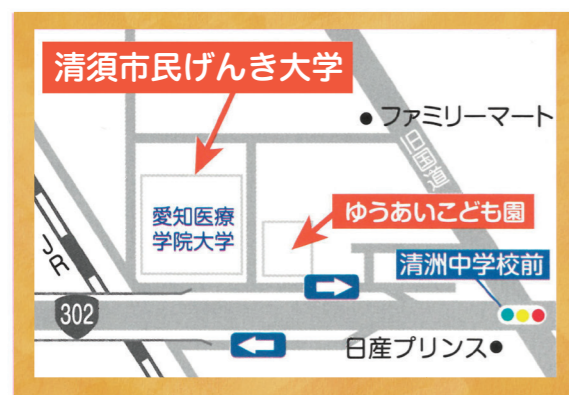 清須市民げんき大学
ファミリーマート
旧国道
愛知医療
学院大学
ゆうあいこども園
清洲中学校前
JR
302
日産プリンス